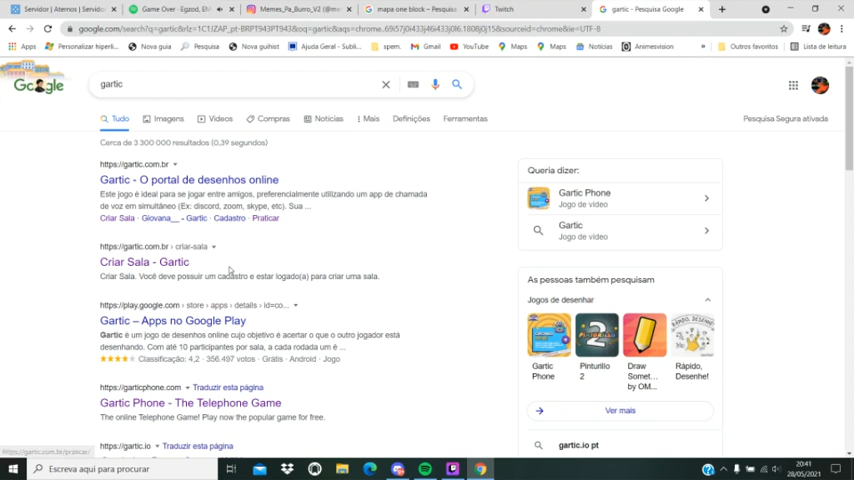 Servidor | Aternos | Servido
Game Over - Egzod, EM
Memes_Pa_Burro_V2 (@me
mapa one block – Pesquisa
Twitch
gartic - Pesquisa Google
google.com/search?q=gartic&rlz=1C1JZAP_pt-BRPT943PT943&oq=gartic&aqs=chrome.
&sourceid=chrome&ie=UTF-8
Apps
Personalizar hiperli...
Nova guia
Spam
Nova guihist
Arquivo
spem.
Gmail
YouTube
Maps
Maps
Notícias
Animesvision
Outros favoritos
Lista de leitura
Google
gartic
Tudo
Imagens
Vídeos
Compras
Notícias
Mais
Definições
Ferramentas
Pesquisa Segura ativada
Cerca de 3 300 000 resultados (0,39 segundos)
https://gartic.com.br
Gartic - O portal de desenhos online
Este jogo é ideal para se jogar entre amigos, preferencialmente utilizando um app de chamada
de voz em simultâneo (Ex: discord, zoom, skype, etc). Sua ...
Criar Sala · Giovana__ - Gartic · Cadastro · Praticar
https://gartic.com.br › criar-sala
Criar Sala - Gartic
Criar Sala. Você deve possuir um cadastro e estar logado(a) para criar uma sala.
https://play.google.com › store › apps › details › id=co...
Gartic – Apps no Google Play
Gartic é um jogo de desenhos online cujo objetivo é acertar o que o outro jogador está
desenhando. Com até 10 participantes por sala, a cada rodada um é ...
Classificação: 4,2 · 356.497 votos · Grátis · Android · Jogo
https://garticphone.com Traduzir esta página
Gartic Phone - The Telephone Game
The online Telephone Game! Play now the popular game for free.
https://gartic.io Traduzir esta página
Queria dizer:
Gartic Phone
Jogo de vídeo
Gartic
Jogo de vídeo
As pessoas também pesquisam
Jogos de desenhar
Gartic
Phone
Pinturillo
2
Draw
Somet...
by OM...
Rápido,
Desenhe!
Ver mais
gartic.io pt
https://gartic.com.br/praticar/
Escreva aqui para procurar
20:41
28/05/2021